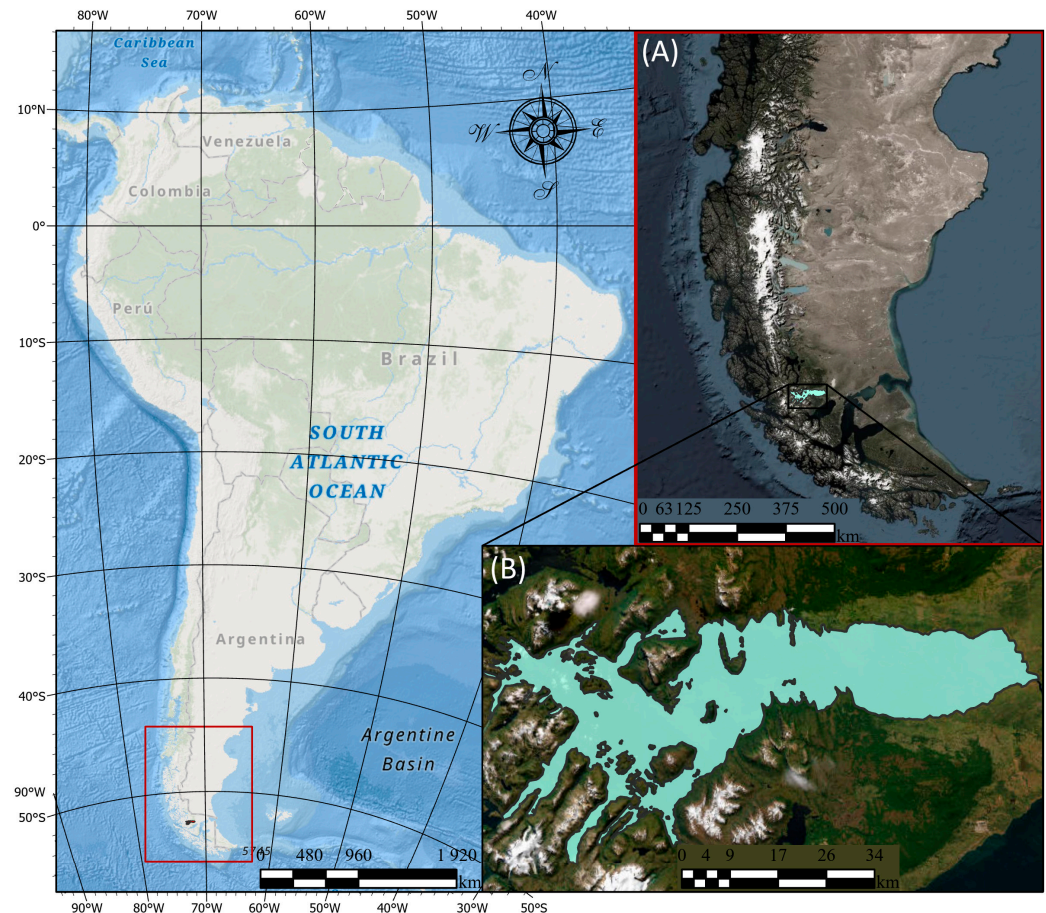 80°W 70°W 60°W 50°W 40°W
Caribbean
Sea
N
W E
S
10°N
0°
10°S
20°S
30°S
40°S
90°W
50°S
Venezuela
Colombia
Perú
Brazil
SOUTH
ATLANTIC
OCEAN
Argentina
Argentine
Basin
5745
0 480 960 1 920
km
90°W 80°W 70°W 60°W 50°W 40°W 30°W 50°S
(A)
0 63 125 250 375 500
km
(B)
0 4 9 17 26 34
km